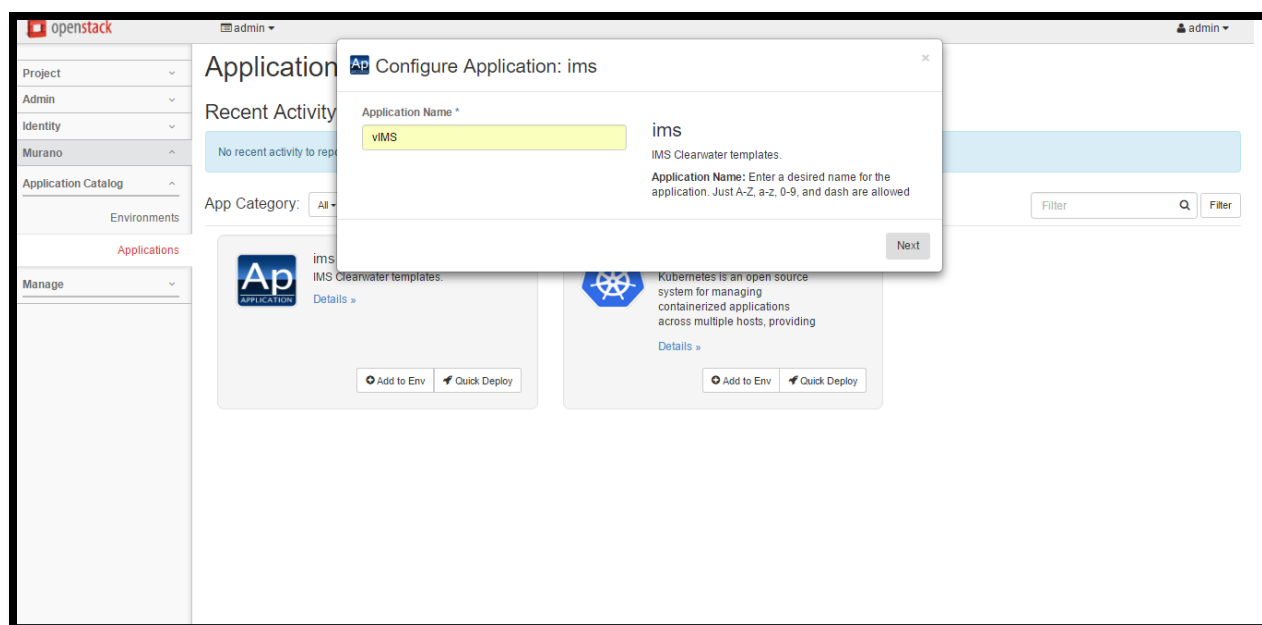 openstack
admin
admin
Project
Admin
Identity
Murano
Application Catalog
Environments
Applications
Manage
Application
Recent Activity
No recent activity to repo
App Category:
All
Filter
Filter
Ap Configure Application: ims
×
Application Name *
vIMS
ims
IMS Clearwater templates.
Application Name: Enter a desired name for the
application. Just A-Z, a-z, 0-9, and dash are allowed
Next
Ap
APPLICATION
ims
IMS Clearwater templates.
Details »
Add to Env
Quick Deploy
Kubernetes is an open source
system for managing
containerized applications
across multiple hosts, providing
Details »
Add to Env
Quick Deploy